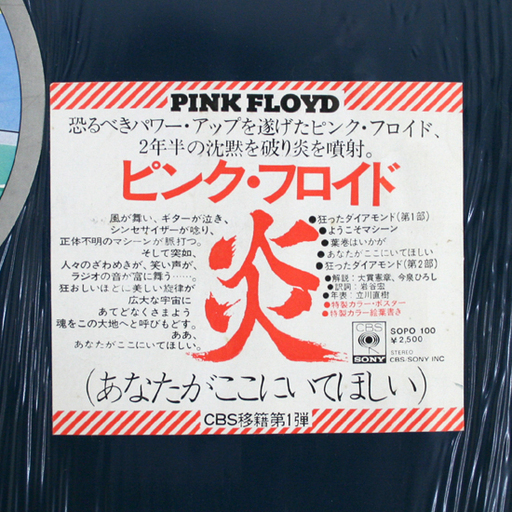 PINK FLOYD
恐るべきパワー・アップを遂げたピンク・フロイド、
2年半の沈黙を破り炎を噴射。
ピンク・フロイド
風が舞い、ギターが泣き、
シンセサイザーが唸り、
正体不明のマシーンが脈打つ。
そして突如、
人々のざわめきが、笑い声が、
ラジオの音が宙に舞う……。
狂おしいほどに美しい旋律が
広大な宇宙に
あてどなくさまよう
魂をこの大地へと呼びもどす。
ああ、
あなたがここにいてほしい。
炎
●狂ったダイアモンド(第1部)
●ようこそマシーン
●葉巻はいかが
●あなたがここにいてほしい
●狂ったダイアモンド(第2部)
●解説:大貫憲章、今泉ひろし
●訳詞:岩谷宏
●年表:立川直樹
●特製カラー・ポスター
●特製カラー絵葉書き
CBS
SONY
SOPO 100
¥2,500
STEREO
CBS/SONY INC
(あなたがここにいてほしい)
CBS移籍第1弾